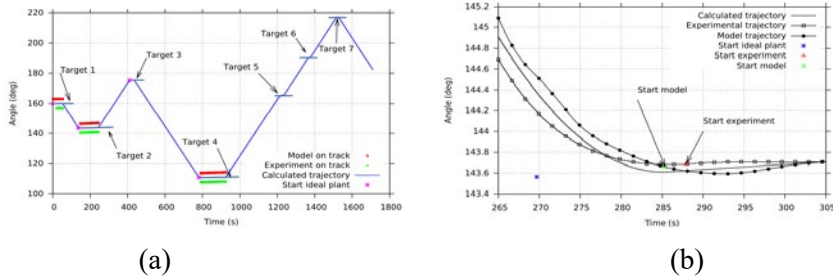 220
200
180
160
140
120
100
Angle (deg)
0 200 400 600 800 1000 1200 1400 1600 1800
Time (s)
Target 1
Target 2
Target 3
Target 4
Target 5
Target 6
Target 7
Model on track
Experiment on track
Calculated trajectory
Start ideal plant
(a)
145.2
145
144.8
144.6
144.4
144.2
144
143.8
143.6
143.4
Angle (deg)
265 270 275 280 285 290 295 300 305
Time (s)
Calculated trajectory
Experimental trajectory
Model trajectory
Start ideal plant
Start experiment
Start model
Start model
Start experiment
(b)